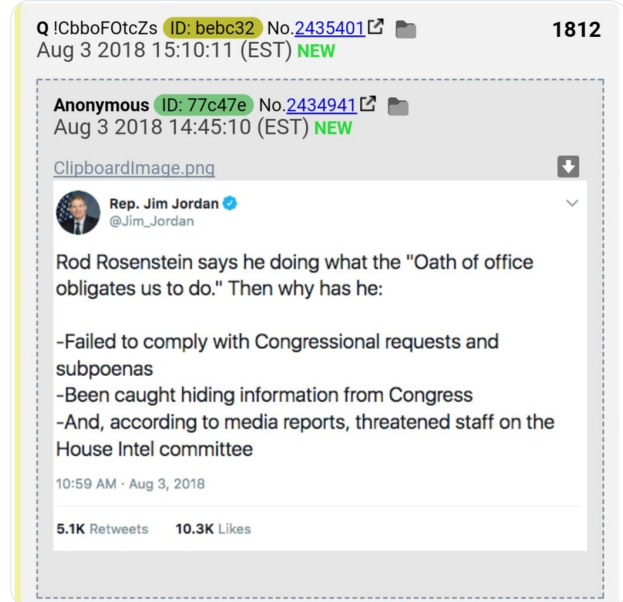 Q !CbboFOtcZs ID: bebc32 No.2435401 1812
Aug 3 2018 15:10:11 (EST) NEW
Anonymous ID: 77c47e No.2434941
Aug 3 2018 14:45:10 (EST) NEW
ClipboardImage.png
Rep. Jim Jordan
@Jim_Jordan
Rod Rosenstein says he doing what the "Oath of office
obligates us to do." Then why has he:
-Failed to comply with Congressional requests and
subpoenas
-Been caught hiding information from Congress
-And, according to media reports, threatened staff on the
House Intel committee
10:59 AM · Aug 3, 2018
5.1K Retweets 10.3K Likes